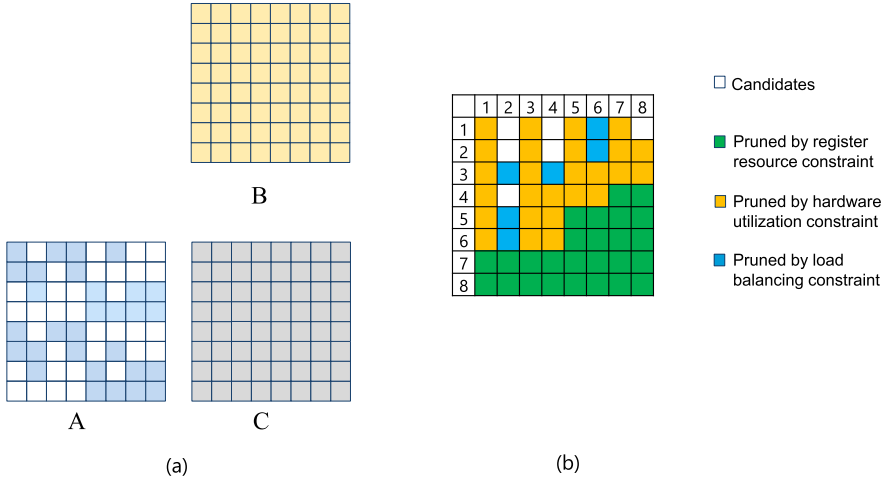 B
A
C
(a)
1 2 3 4 5 6 7 8
1
2
3
4
5
6
7
8
(b)
Candidates
Pruned by register
resource constraint
Pruned by hardware
utilization constraint
Pruned by load
balancing constraint